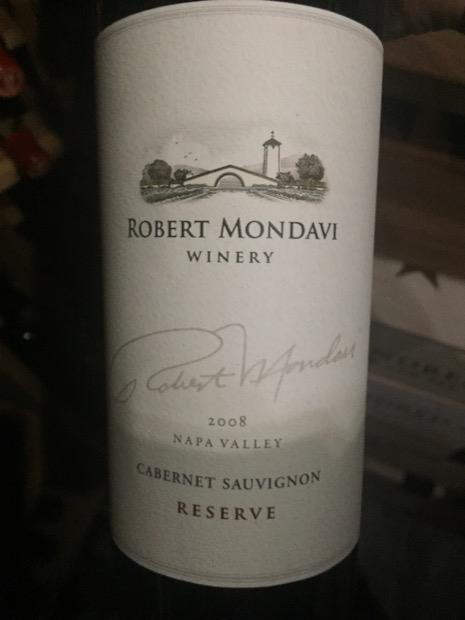 ROBERT MONDAVI
WINERY
Robert Mondavi
2008
NAPA VALLEY
CABERNET SAUVIGNON
RESERVE